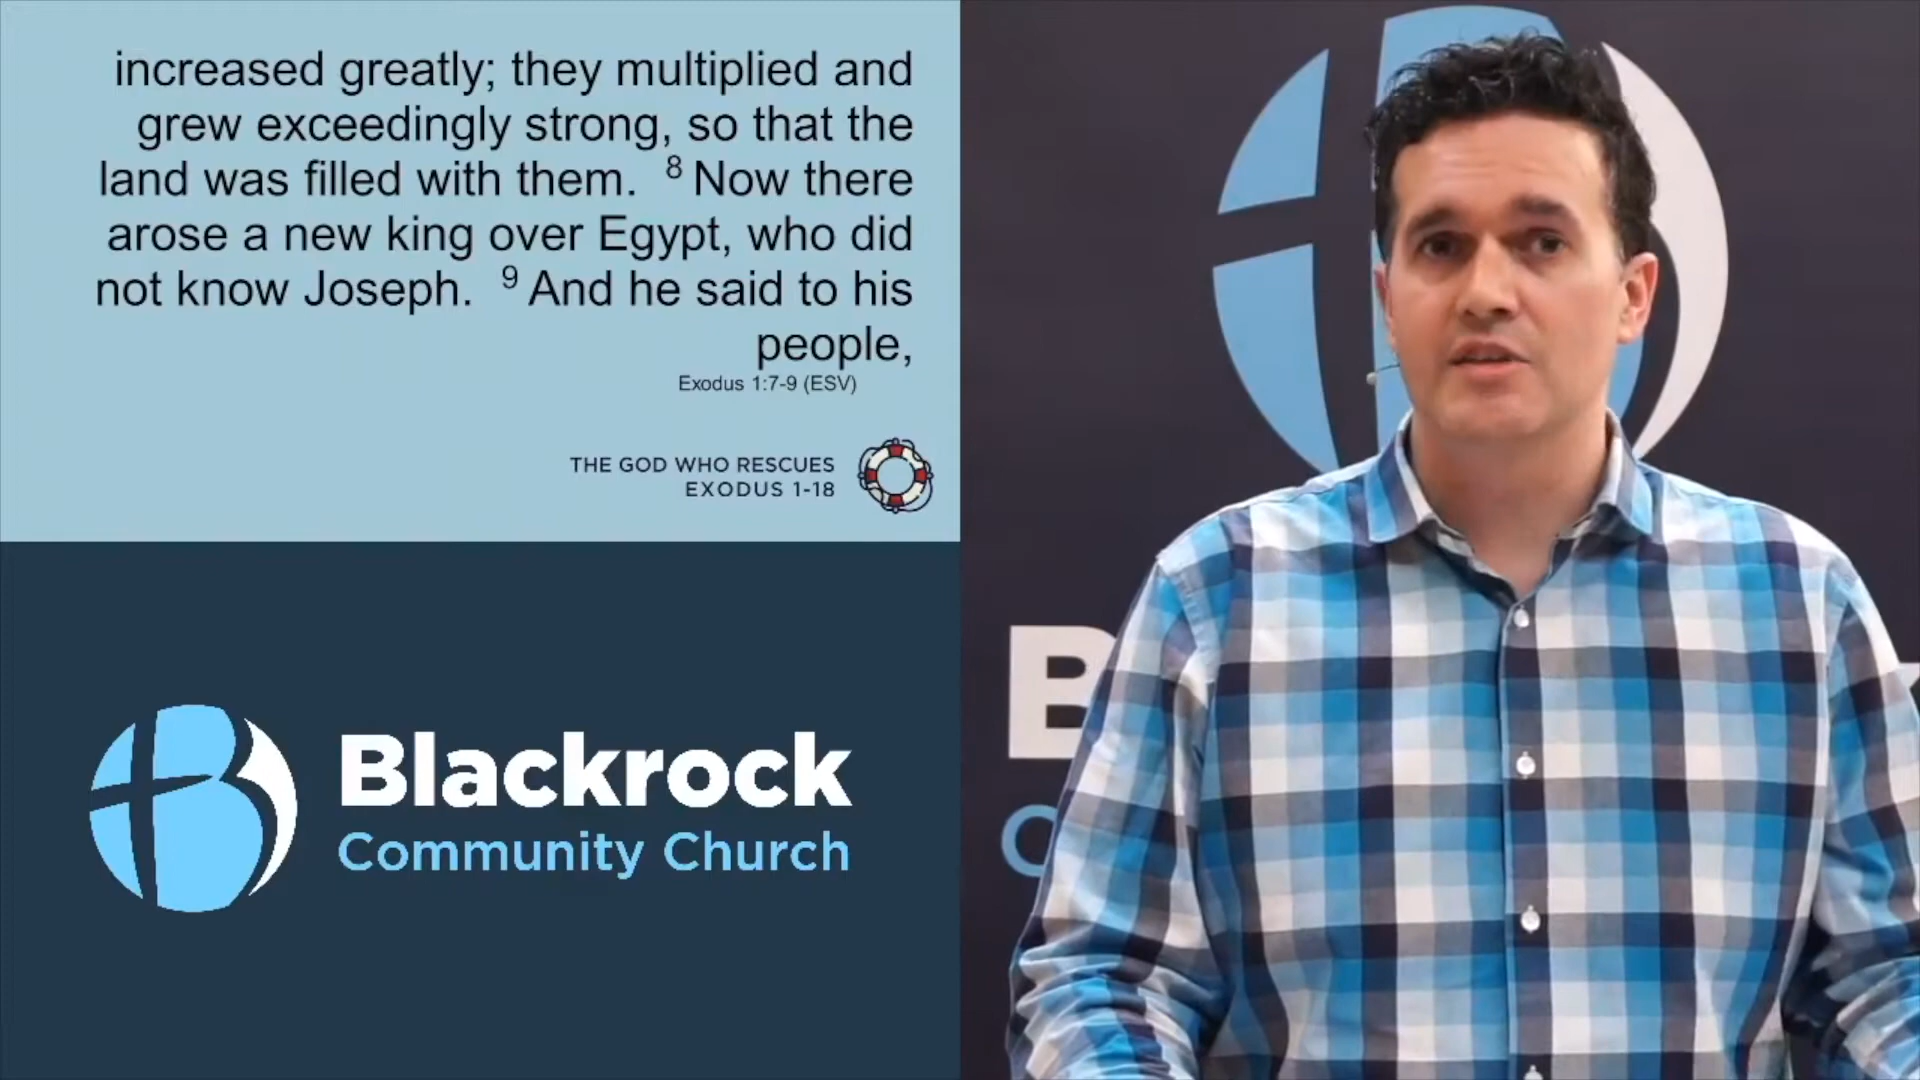 increased greatly; they multiplied and
grew exceedingly strong, so that the
land was filled with them. 8 Now there
arose a new king over Egypt, who did
not know Joseph. 9 And he said to his
people,
Exodus 1:7-9 (ESV)
THE GOD WHO RESCUES
EXODUS 1-18
Blackrock
Community Church
B
C